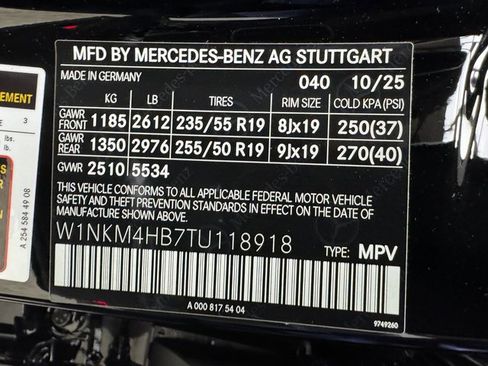 MFD BY MERCEDES-BENZ AG STUTTGART
MADE IN GERMANY 040 10/25
KG LB TIRES RIM SIZE COLD KPA (PSI)
GAWR FRONT 1185 2612 235/55 R19 8Jx19 250(37)
GAWR REAR 1350 2976 255/50 R19 9Jx19 270(40)
GVWR 2510 5534
THIS VEHICLE CONFORMS TO ALL APPLICABLE FEDERAL MOTOR VEHICLE
SAFETY AND THEFT PREVENTION STANDARDS IN EFFECT ON THE DATE
OF MANUFACTURE SHOWN ABOVE.
W1NKM4HB7TU118918 TYPE: MPV
A 000 817 54 04
9749260
EMENT
3
lbs.
lb.
A 254 584 49 08